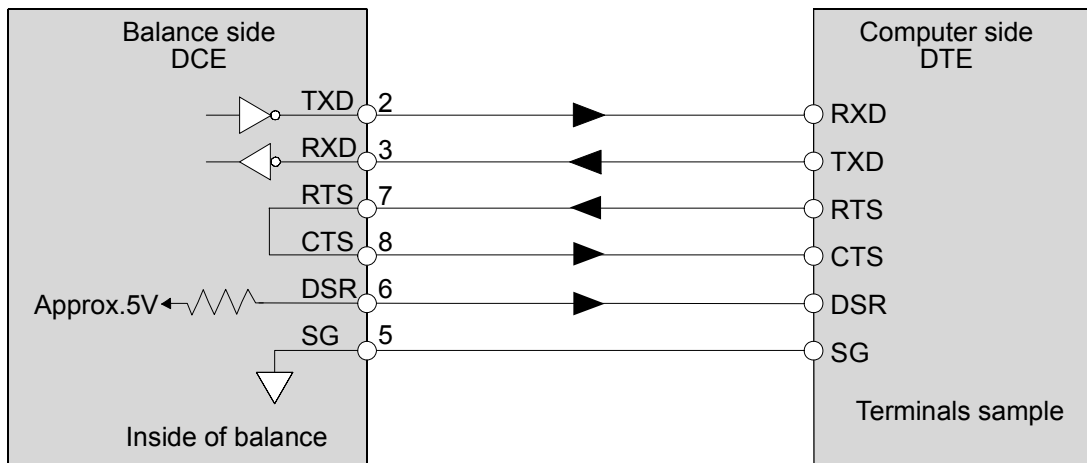 Balance side
DCE
Computer side
DTE
TXD 2 RXD
RXD 3 TXD
RTS 7 RTS
CTS 8 CTS
Approx.5V DSR 6 DSR
SG 5 SG
Inside of balance
Terminals sample